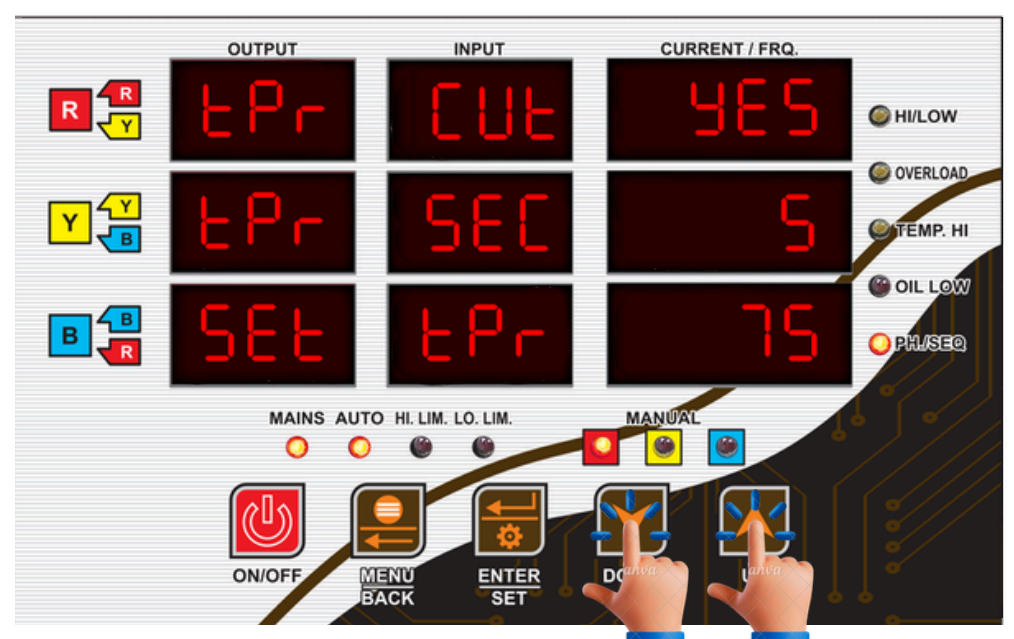 OUTPUT INPUT CURRENT / FRQ.
R R Y tPr CUt YES HI/LOW
OVERLOAD
Y Y B tPr SEC 5 TEMP. HI
OIL LOW
B B R SEt tPr 75 PH./SEQ
MAINS AUTO HI. LIM. LO. LIM. MANUAL
ON/OFF MENU ENTER
BACK SET